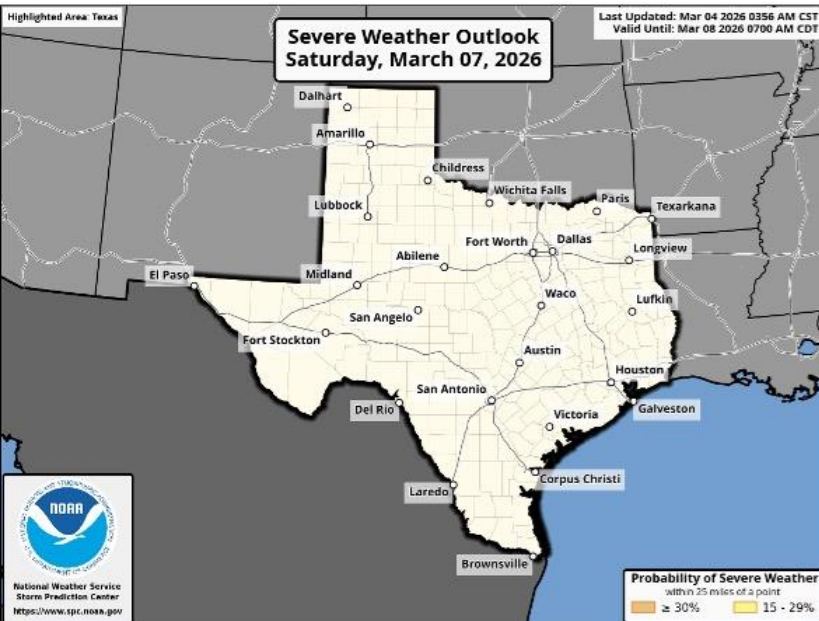 Highlighted Area: Texas
Last Updated: Mar 04 2026 0356 AM CST
Valid Until: Mar 08 2026 0700 AM CDT
Severe Weather Outlook
Saturday, March 07, 2026
Dalhart
Amarillo
Childress
Wichita Falls
Paris
Texarkana
Lubbock
Fort Worth
Dallas
Longview
Abilene
El Paso
Midland
Waco
Lufkin
San Angelo
Fort Stockton
Austin
Houston
San Antonio
Del Rio
Galveston
Victoria
Corpus Christi
Laredo
Brownsville
NOAA
National Weather Service
Storm Prediction Center
https://www.spc.noaa.gov
Probability of Severe Weather
within 25 miles of a point
≥ 30%
15 - 29%